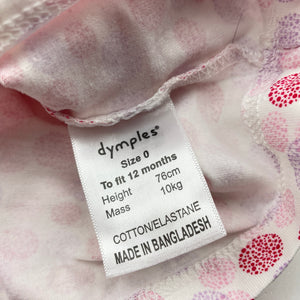 dymples®
Size 0
To fit 12 months
Height 76cm
Mass 10kg
COTTON/ELASTANE
MADE IN BANGLADESH